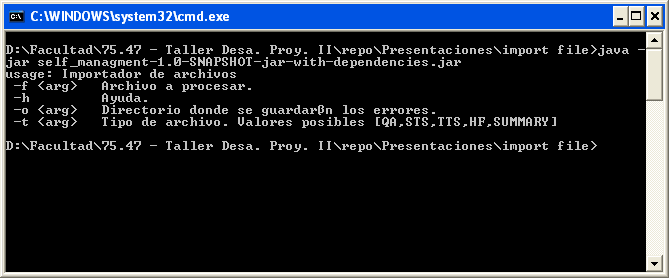 C:\WINDOWS\system32\cmd.exe
D:\Facultad\75.47 - Taller Desa. Proy. II\repo\Presentaciones\import file>java -
jar self_managment-1.0-SNAPSHOT-jar-with-dependencies.jar
usage: Importador de archivos
-f <arg>   Archivo a procesar.
-h         Ayuda.
-o <arg>   Directorio donde se guardarßn los errores.
-t <arg>   Tipo de archivo. Valores posibles [QA,STS,TTS,HF,SUMMARY]
D:\Facultad\75.47 - Taller Desa. Proy. II\repo\Presentaciones\import file>